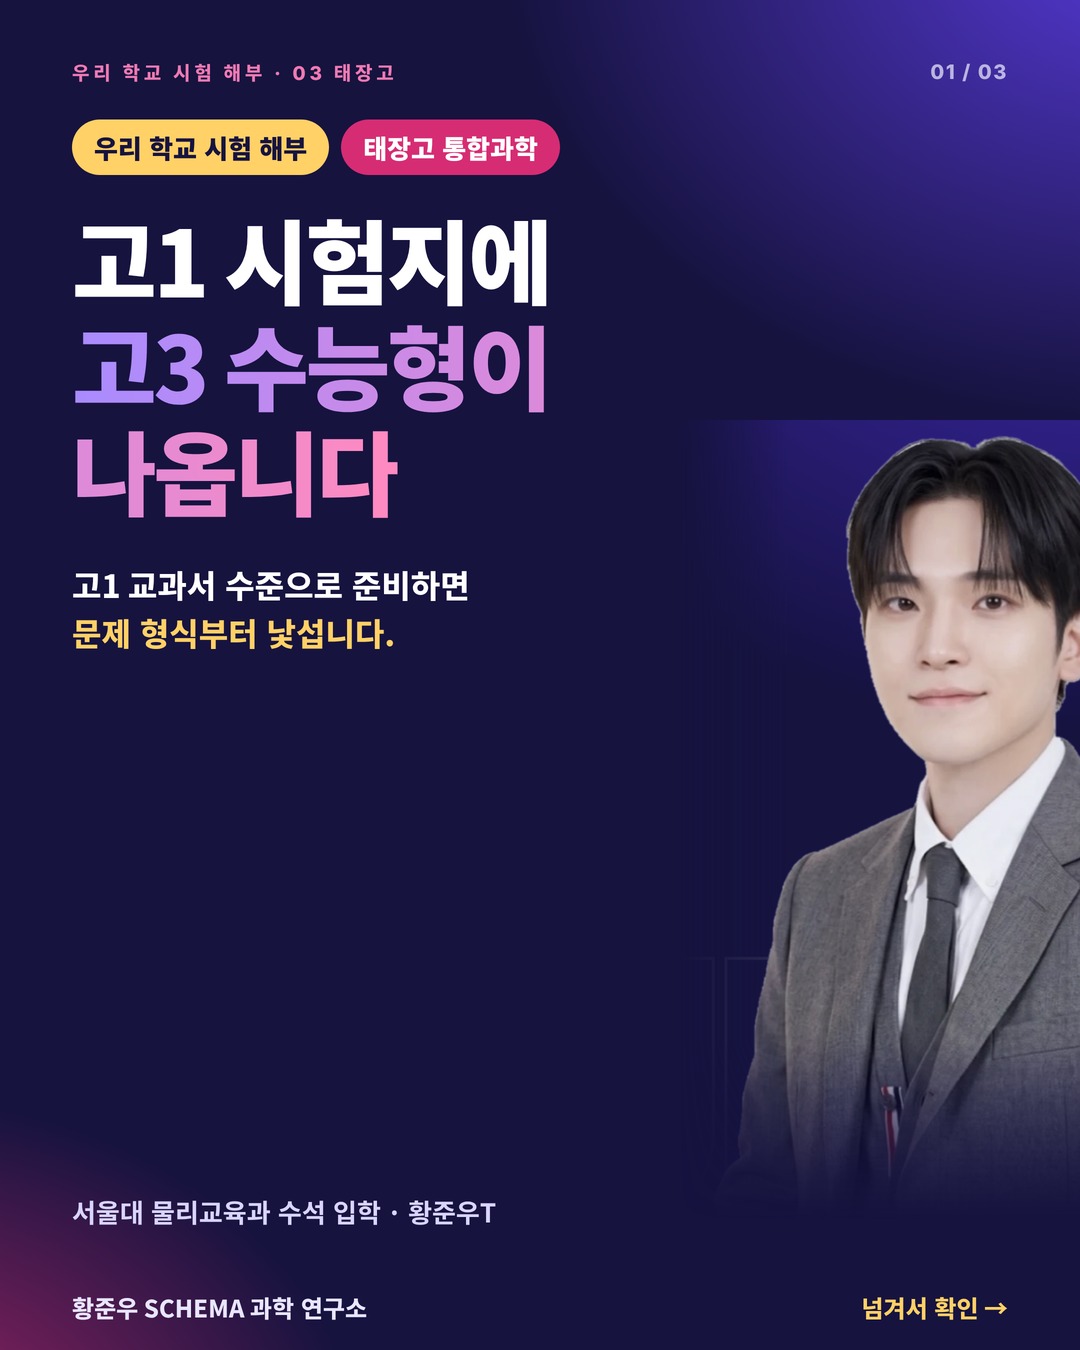 우리 학교 시험 해부 · 03 태장고
01 / 03
우리 학교 시험 해부
태장고 통합과학
고1 시험지에
고3 수능형이
나옵니다
고1 교과서 수준으로 준비하면
문제 형식부터 낯섭니다.
서울대 물리교육과 수석 입학 · 황준우T
황준우 SCHEMA 과학 연구소
넘겨서 확인 →